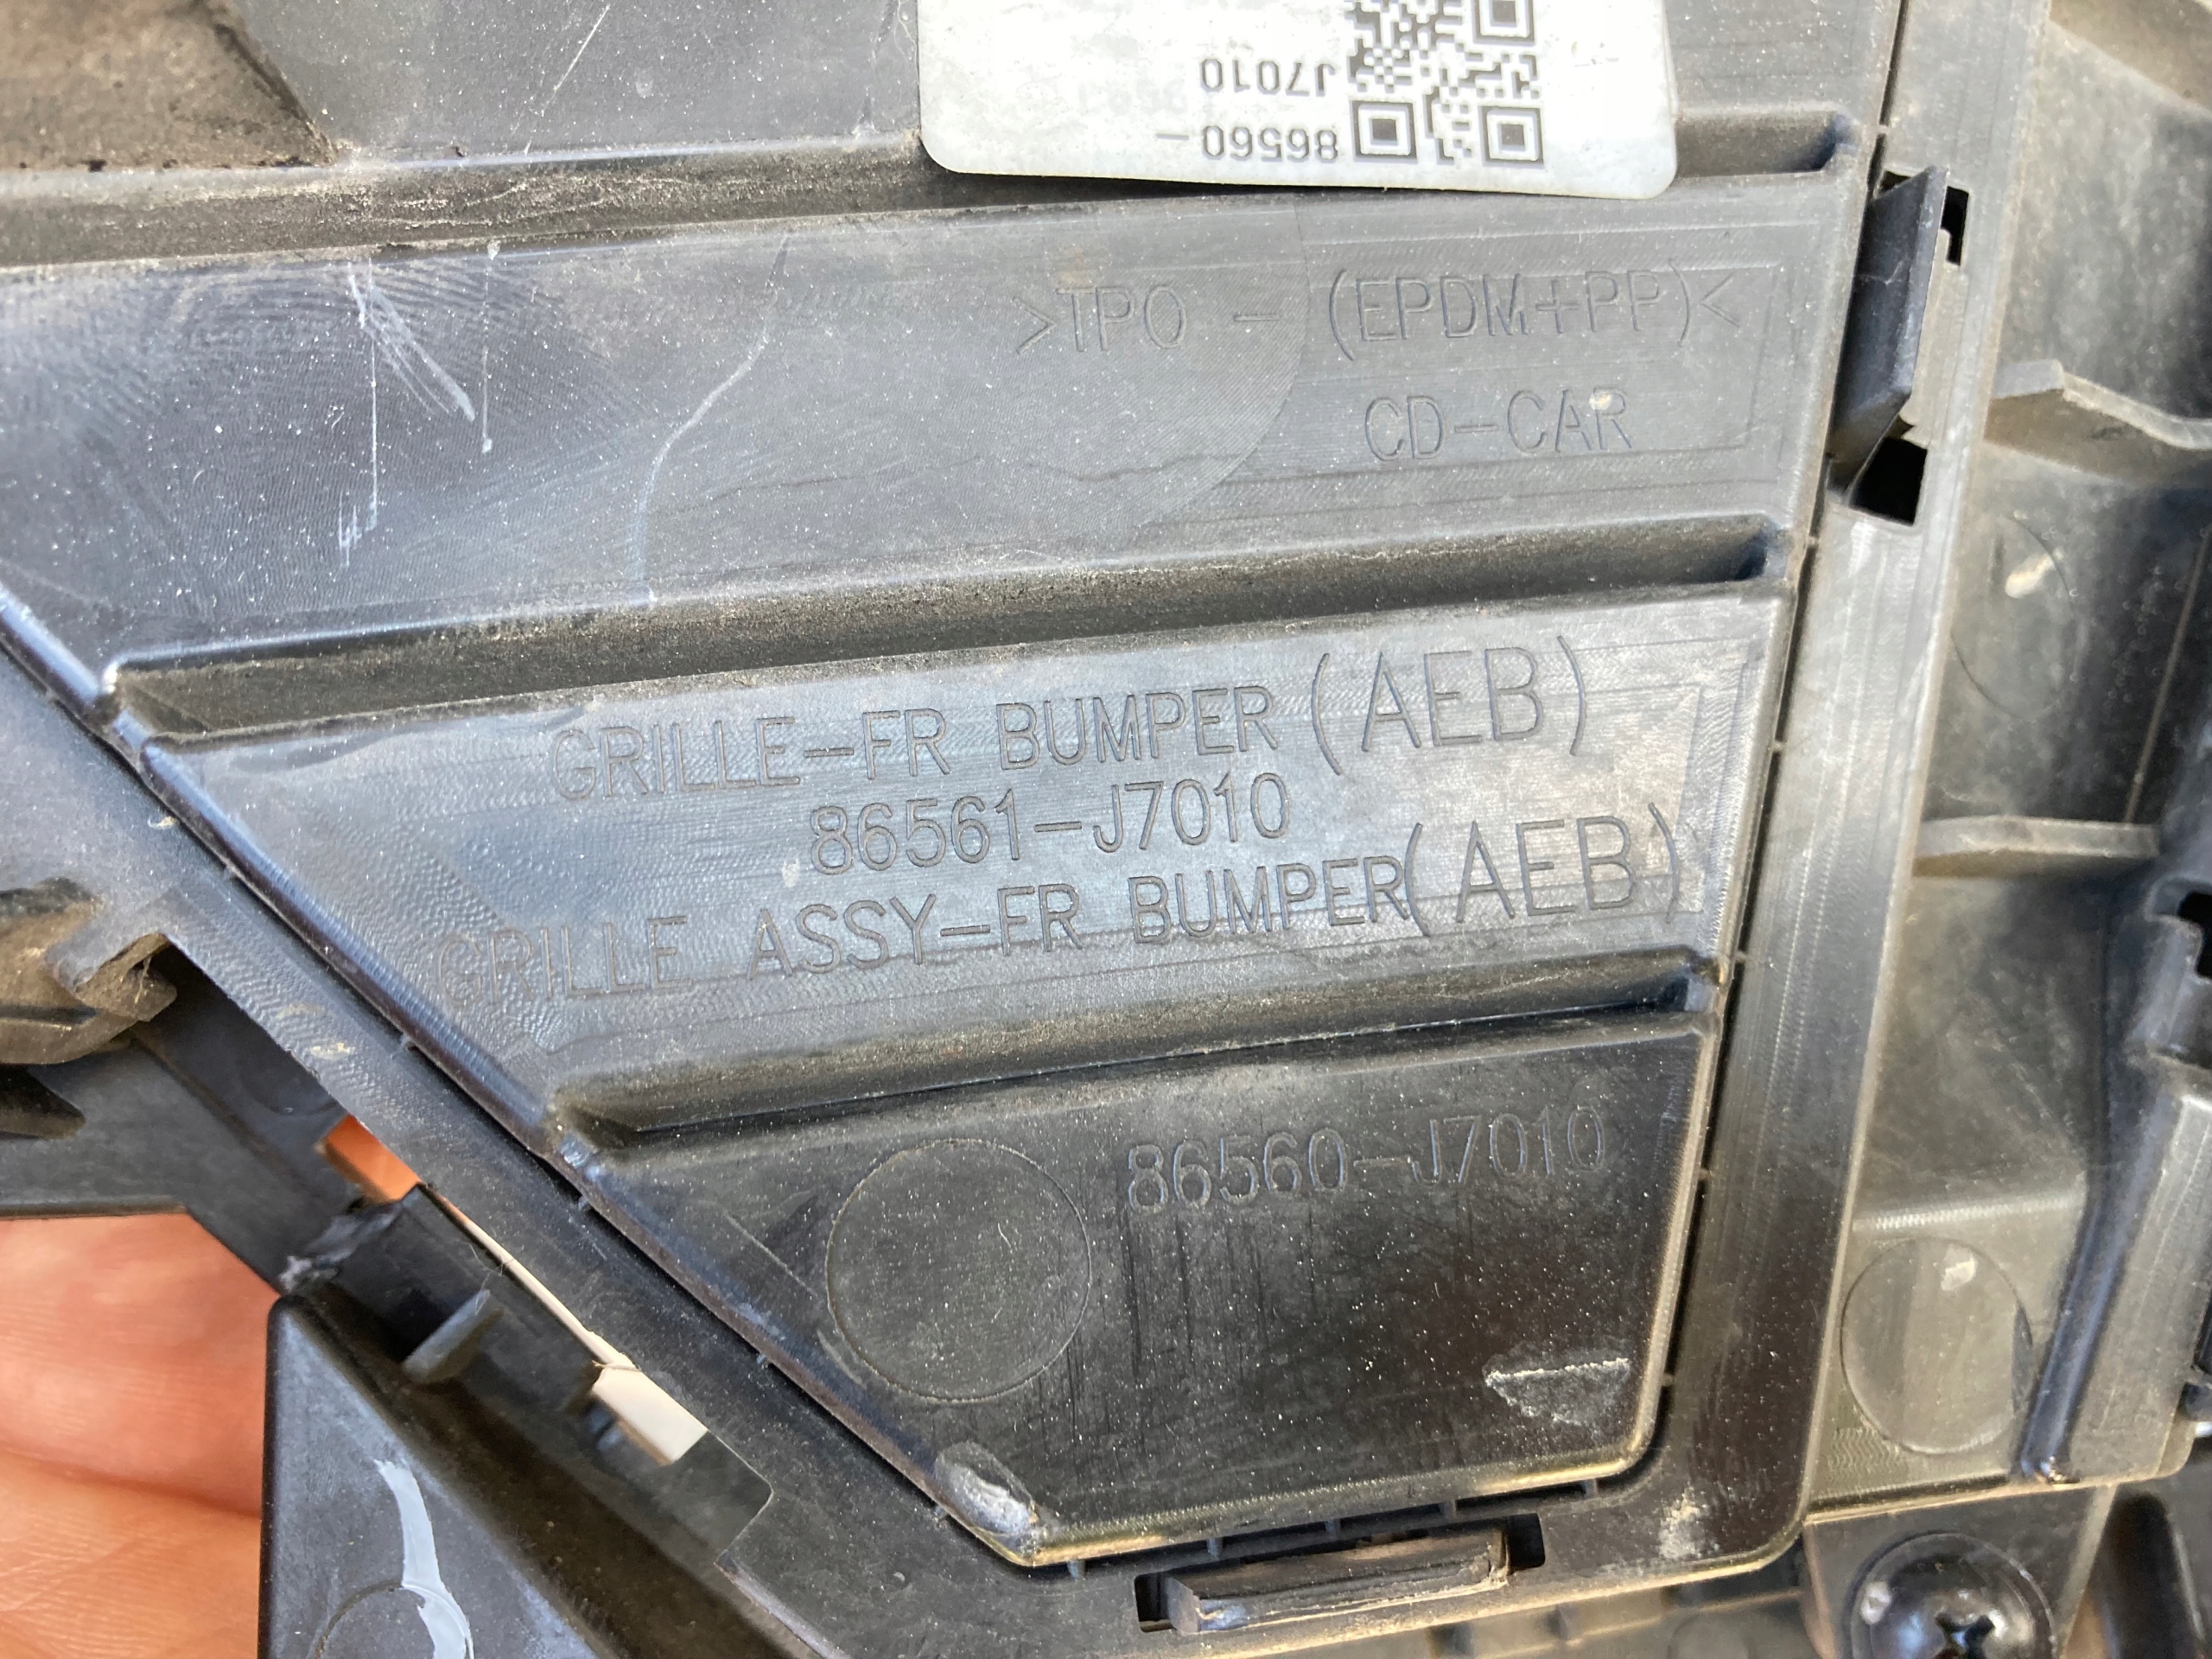 86560-
J7010
>TPO - (EPDM+PP)<
CD-CAR
GRILLE-FR BUMPER (AEB)
86561-J7010
GRILLE ASSY-FR BUMPER(AEB)
86560-J7010